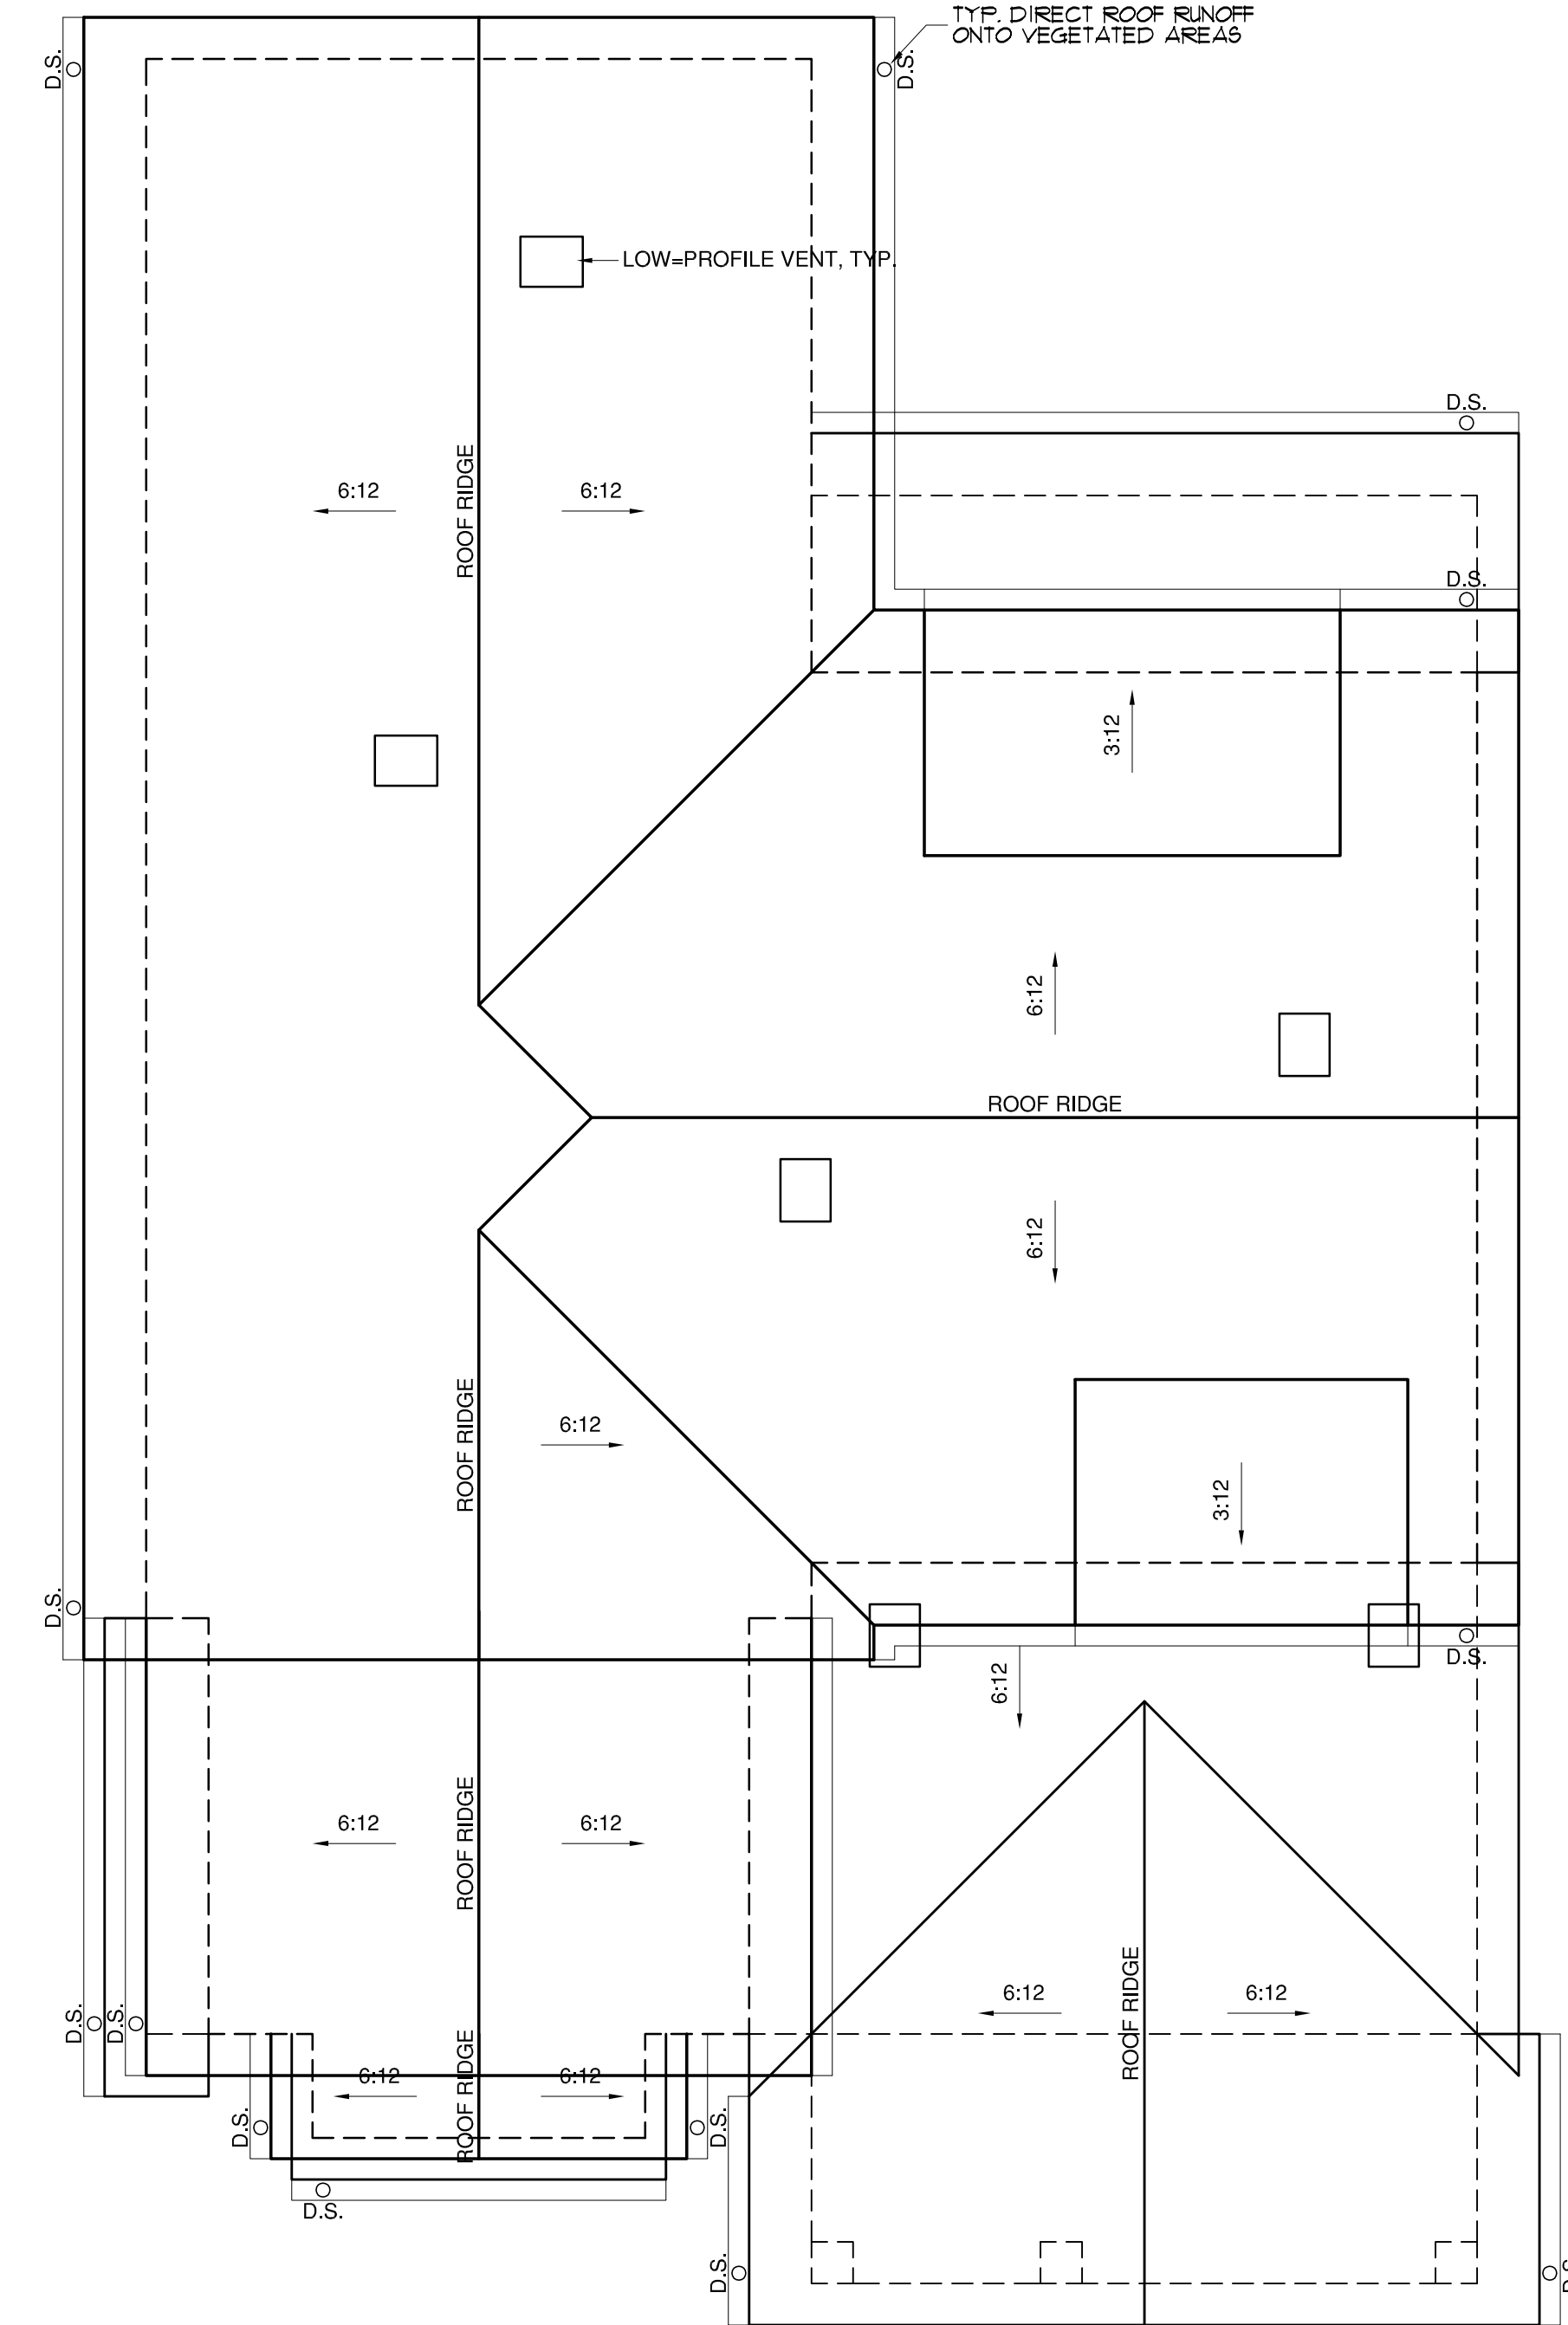 TYP. DIRECT ROOF RUNOFF
ONTO VEGETATED AREAS
D.S.
D.S.
LOW=PROFILE VENT, TYP.
D.S.
6:12
ROOF RIDGE
6:12
D.S.
3:12
6:12
ROOF RIDGE
6:12
ROOF RIDGE
6:12
3:12
D.S.
D.S.
6:12
6:12
ROOF RIDGE
6:12
D.S.
D.S.
6:12
ROOF RIDGE
6:12
6:12
ROOF RIDGE
6:12
D.S.
D.S.
D.S.
D.S.
D.S.